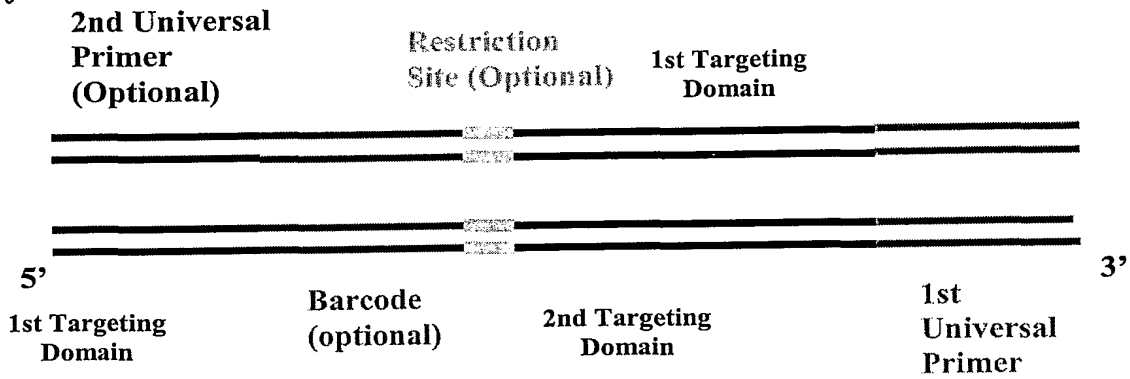 2nd Universal
Primer
(Optional)
Restriction
Site (Optional)
1st Targeting
Domain
5’
3’
1st Targeting
Domain
Barcode
(optional)
2nd Targeting
Domain
1st
Universal
Primer